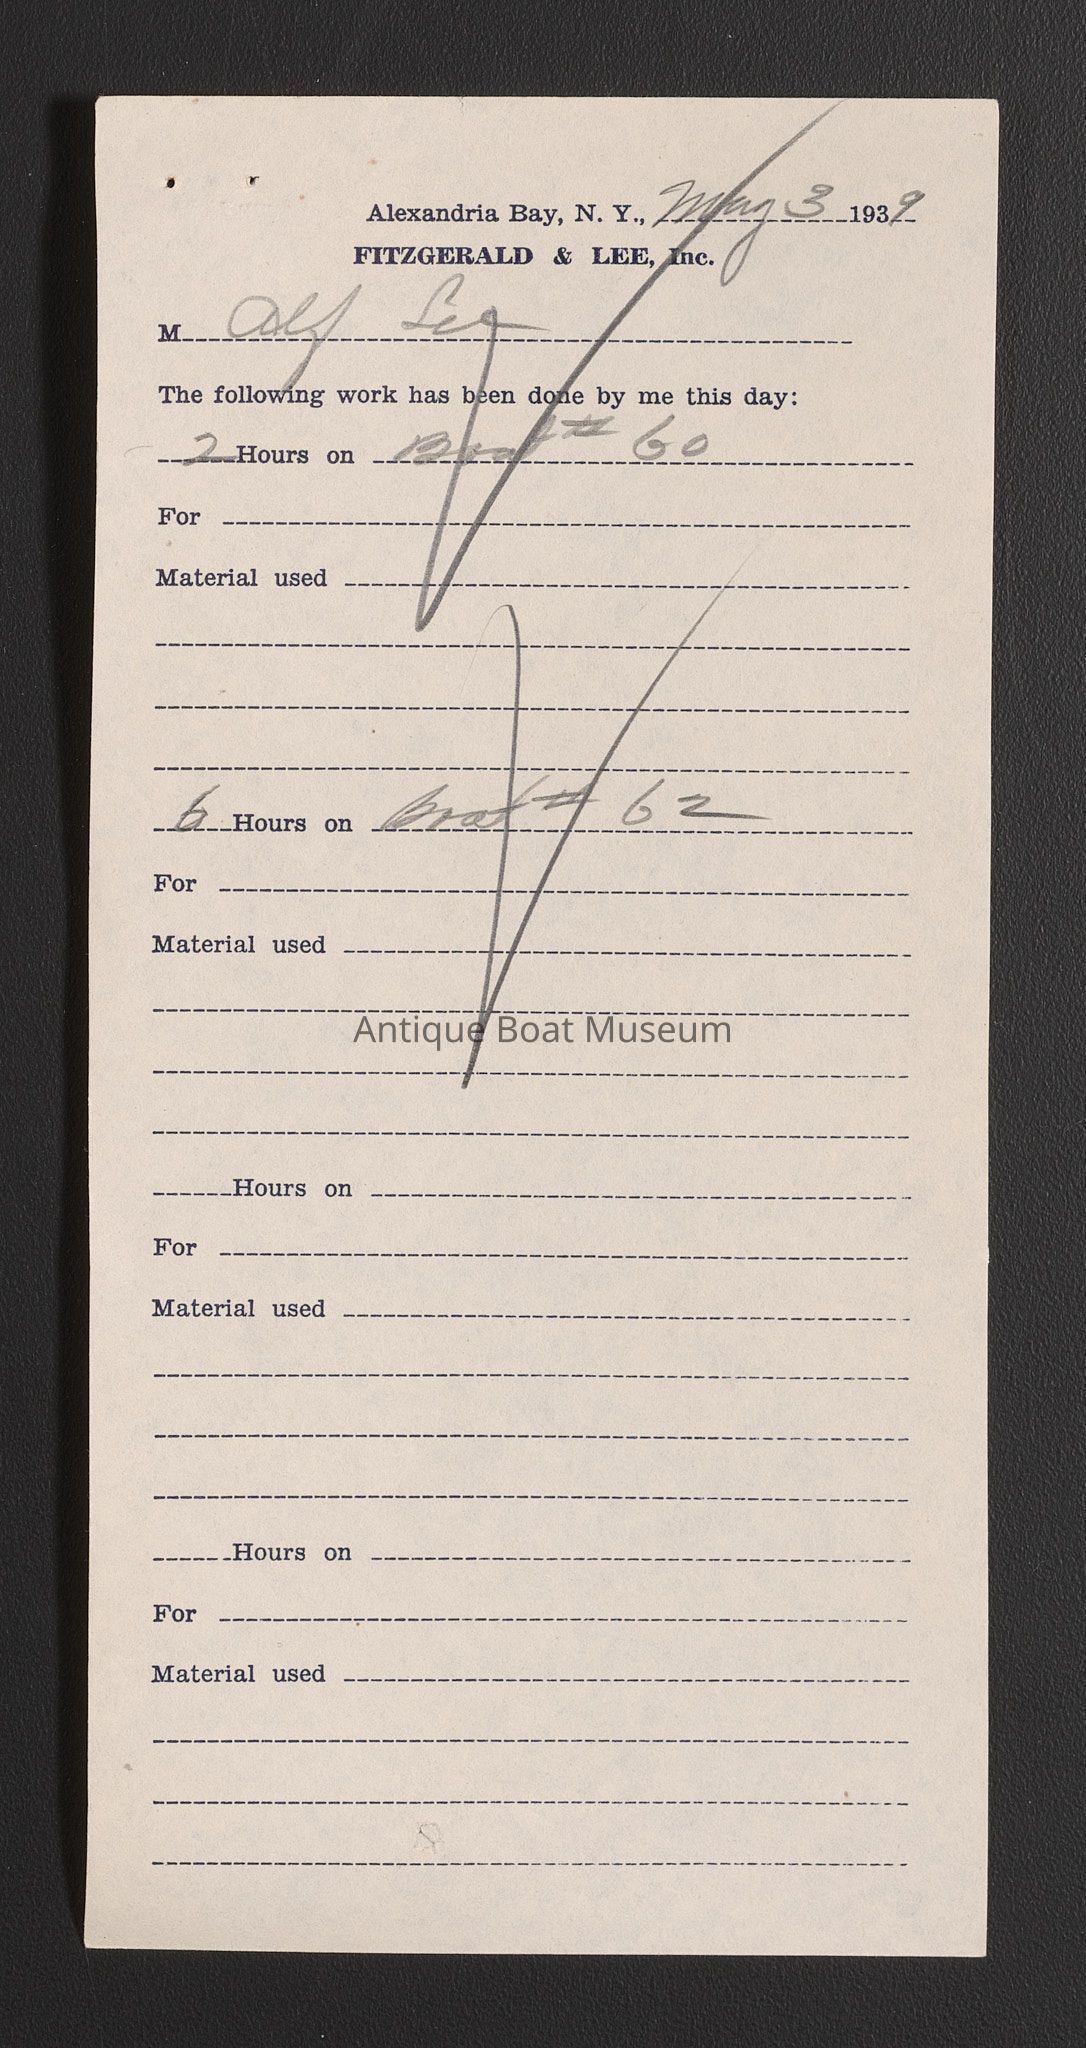 Alexandria Bay, N. Y., May 3 1939
FITZGERALD & LEE, Inc.
M Alf Lee
The following work has been done by me this day:
2 Hours on Boat # 60
For
Material used
6 Hours on Boat # 62
For
Material used
Antique Boat Museum
Hours on
For
Material used
Hours on
For
Material used